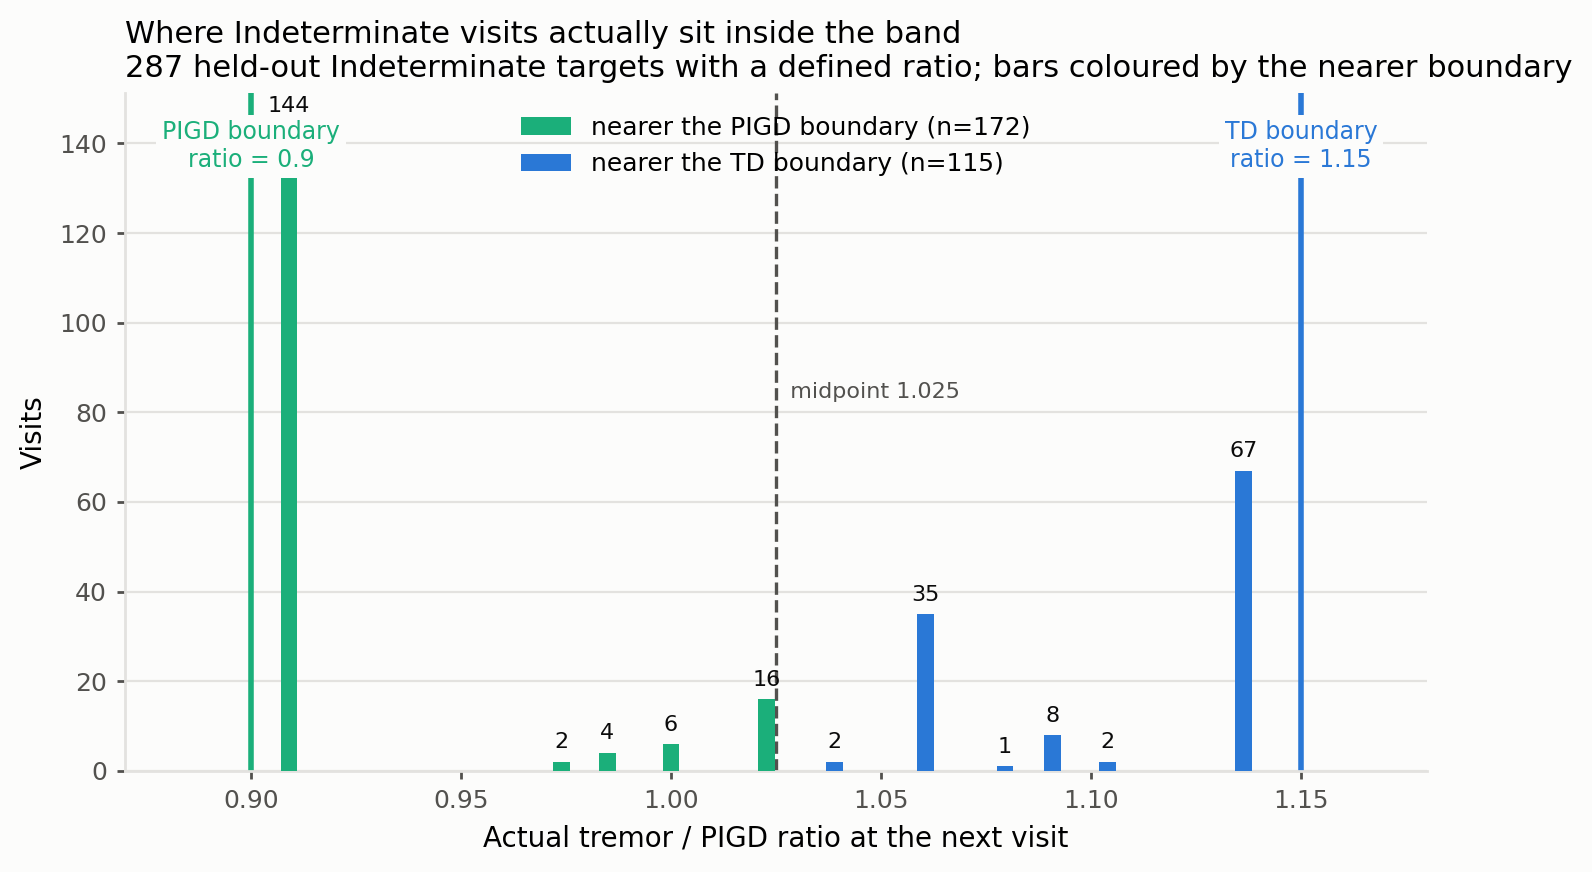 Where Indeterminate visits actually sit inside the band
287 held-out Indeterminate targets with a defined ratio; bars coloured by the nearer boundary
144
PIGD boundary
ratio = 0.9
nearer the PIGD boundary (n=172)
nearer the TD boundary (n=115)
TD boundary
ratio = 1.15
midpoint 1.025
67
35
16
2
4
6
2
1
8
2
140
120
100
80
60
40
20
0
Visits
0.90
0.95
1.00
1.05
1.10
1.15
Actual tremor / PIGD ratio at the next visit